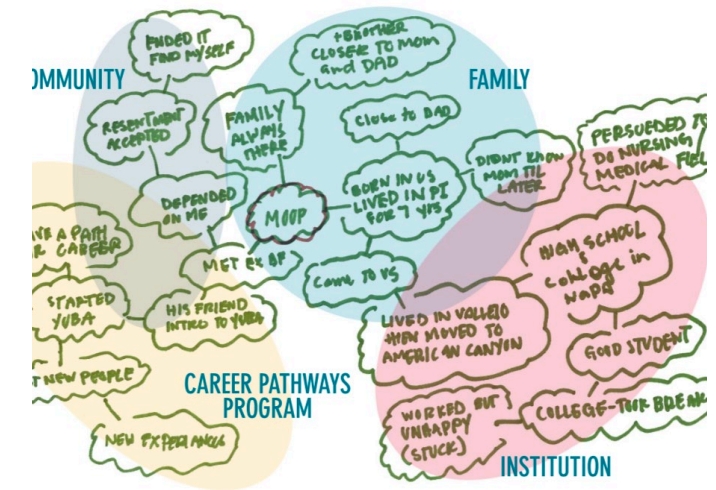 ENDED IT
FIND MYSELF
OMMUNITY
RESENTMENT
ACCEPTED
DEPENDED
ON ME
+BROTHER
CLOSER TO MOM
and DAD
FAMILY
FAMILY
ALWAYS
THERE
Close to DAD
MOOP
BORN IN US
LIVED IN PI
FOR 7 YRS
DIDNT KNOW
MOM TIL
LATER
PERSUEDED TO
DO NURSING,
MEDICAL FIEL
VE A PATH
R CAREER
MET EX BF
Came TO US
HIGH SCHOOL
&
college in
NAPA
STARTED
YUBA
HIS FRIEND
INTRO TO YUBA
LIVED IN VALLEJO
then MOVED TO
AMERICAN CANYON
GOOD STUDENT
T NEW PEOPLE
CAREER PATHWAYS
PROGRAM
WORKED BUT
UNHAPPY
(STUCK)
COLLEGE-TOOK BREAK
NEW EXPERIANCES
INSTITUTION